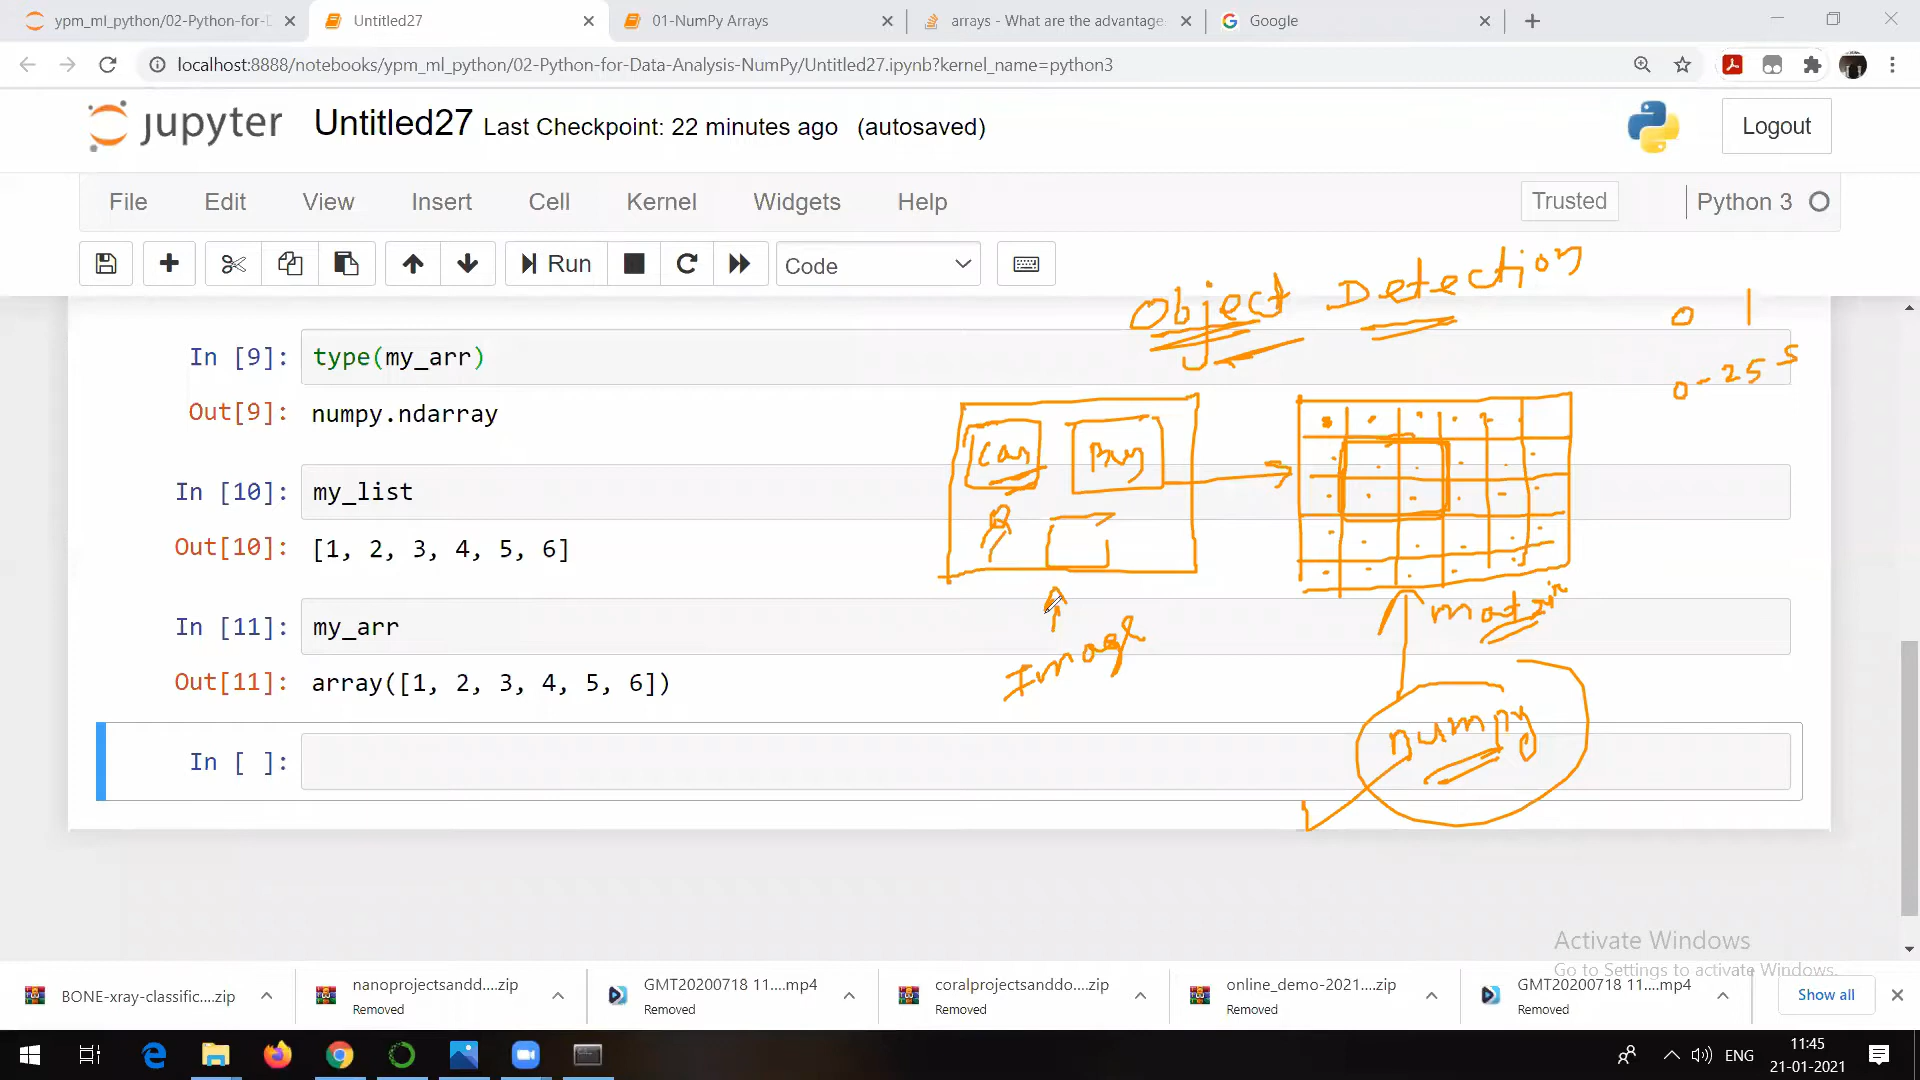 ypm_ml_python/02-Python-for-D
Untitled27
01-NumPy Arrays
arrays - What are the advantage
Google
localhost:8888/notebooks/ypm_ml_python/02-Python-for-Data-Analysis-NumPy/Untitled27.ipynb?kernel_name=python3
jupyter Untitled27 Last Checkpoint: 22 minutes ago (autosaved)
Logout
File Edit View Insert Cell Kernel Widgets Help
Trusted
Python 3
Run
Code
Object Detection
0 1
0-255
In [9]: type(my_arr)
Out[9]: numpy.ndarray
Car
In [10]: my_list
Out[10]: [1, 2, 3, 4, 5, 6]
In [11]: my_arr
Out[11]: array([1, 2, 3, 4, 5, 6])
Image
matrix
numpy
In [ ]:
Activate Windows
Go to Settings to activate Windows.
BONE-xray-classific....zip
nanoprojectsandd....zip
Removed
GMT20200718 11....mp4
Removed
coralprojectsanddo....zip
Removed
online_demo-2021....zip
Removed
GMT20200718 11....mp4
Removed
Show all
ENG
11:45
21-01-2021